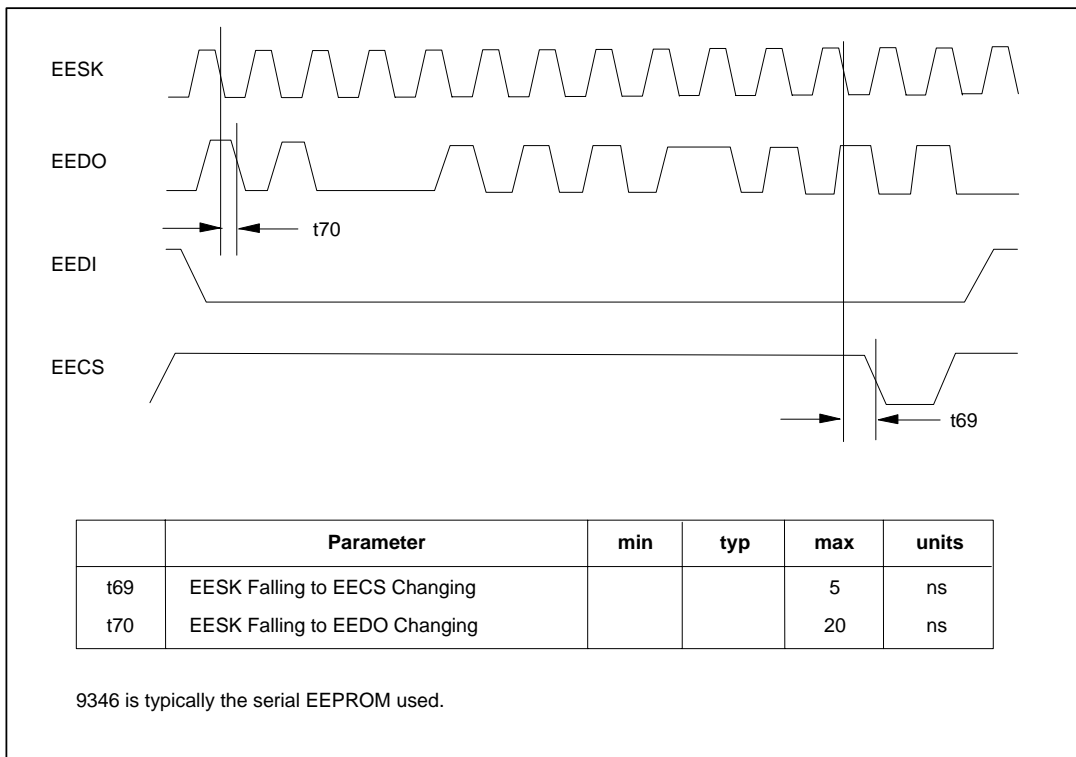 EESK
EEDO
t70
EEDI
EECS
t69
Parameter min typ max units
t69 EESK Falling to EECS Changing 5 ns
t70 EESK Falling to EEDO Changing 20 ns
9346 is typically the serial EEPROM used.